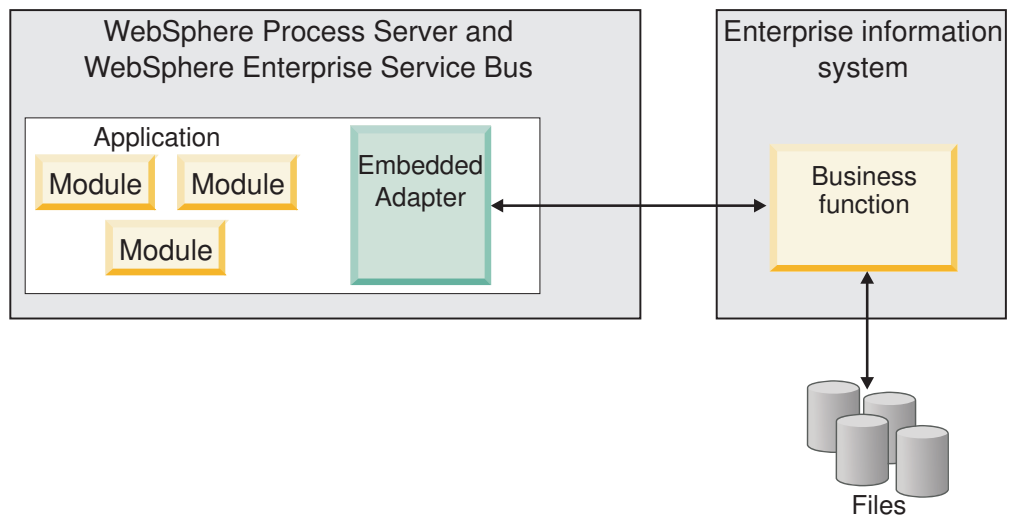 WebSphere Process Server and
WebSphere Enterprise Service Bus
Application
Module
Module
Module
Embedded
Adapter
Enterprise information
system
Business
function
Files